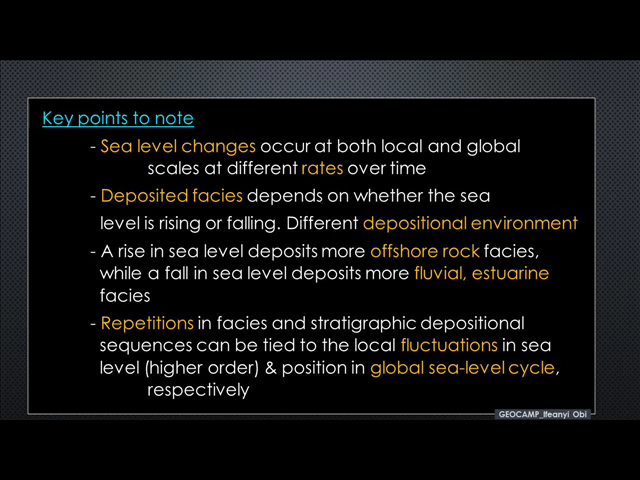 Key points to note
- Sea level changes occur at both local and global
scales at different rates over time
- Deposited facies depends on whether the sea
level is rising or falling. Different depositional environment
- A rise in sea level deposits more offshore rock facies,
while a fall in sea level deposits more fluvial, estuarine
facies
- Repetitions in facies and stratigraphic depositional
sequences can be tied to the local fluctuations in sea
level (higher order) & position in global sea-level cycle,
respectively
GEOCAMP_Ifeanyi Obi